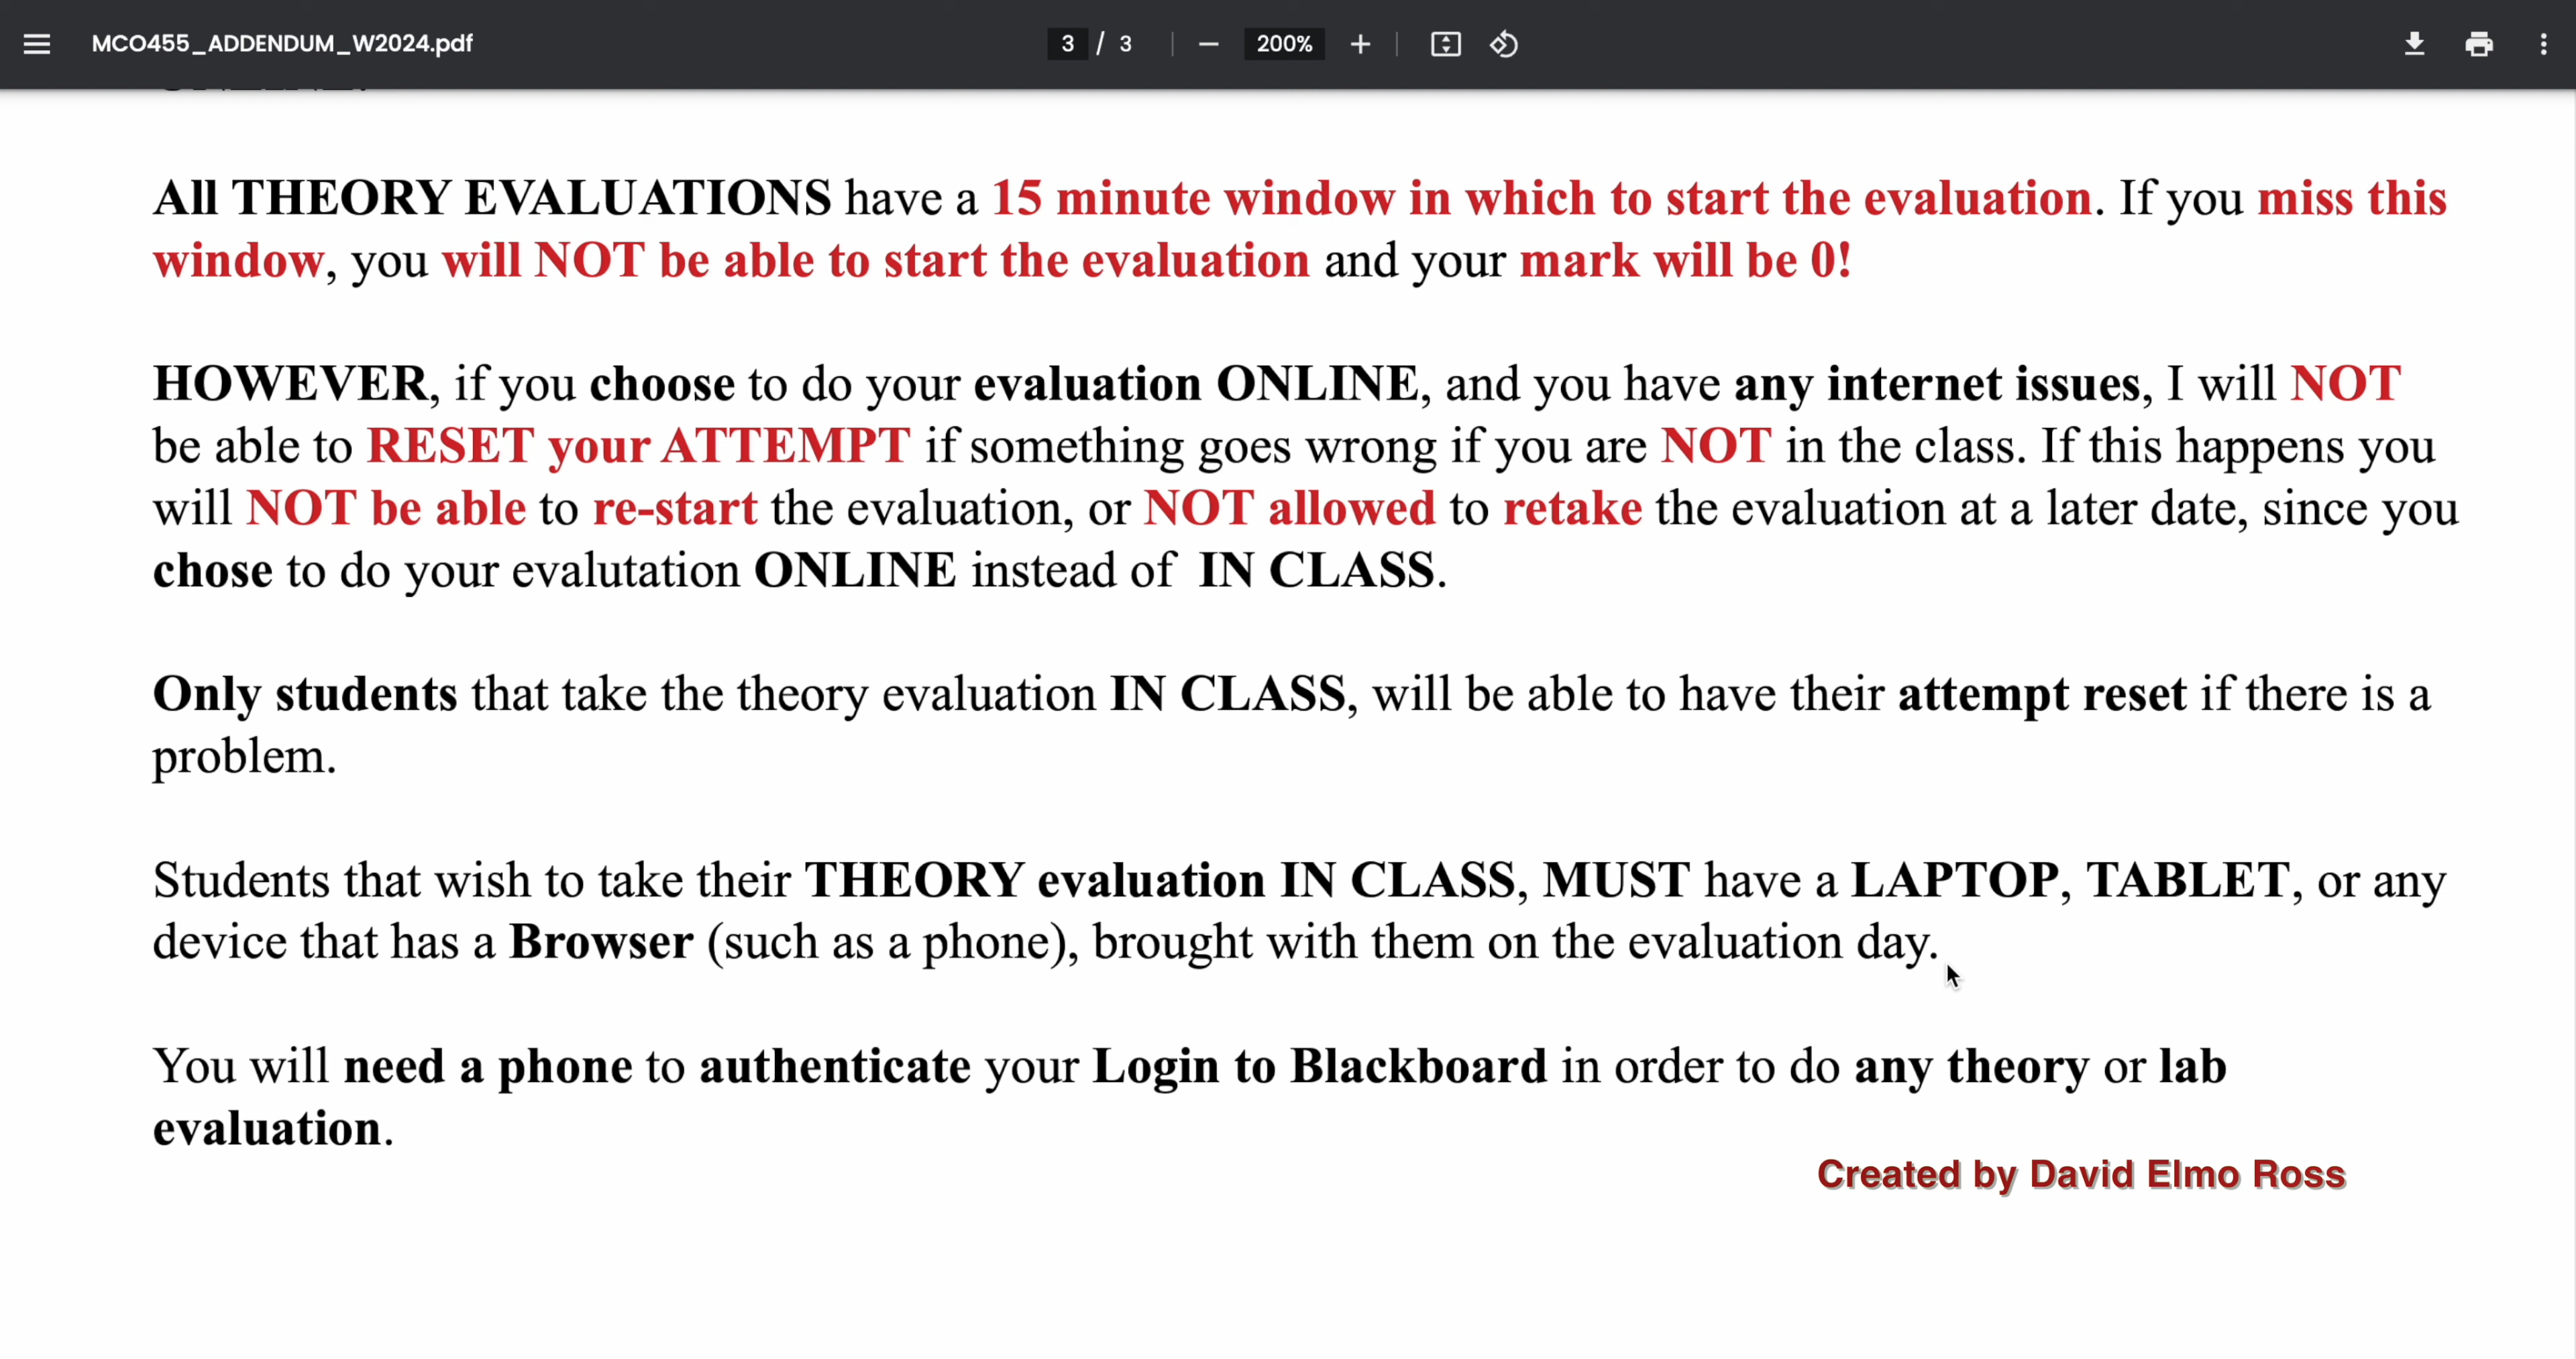 MCO455_ADDENDUM_W2024.pdf
3 / 3
200%
All THEORY EVALUATIONS have a 15 minute window in which to start the evaluation. If you miss this
window, you will NOT be able to start the evaluation and your mark will be 0!
HOWEVER, if you choose to do your evaluation ONLINE, and you have any internet issues, I will NOT
be able to RESET your ATTEMPT if something goes wrong if you are NOT in the class. If this happens you
will NOT be able to re-start the evaluation, or NOT allowed to retake the evaluation at a later date, since you
chose to do your evalutation ONLINE instead of IN CLASS.
Only students that take the theory evaluation IN CLASS, will be able to have their attempt reset if there is a
problem.
Students that wish to take their THEORY evaluation IN CLASS, MUST have a LAPTOP, TABLET, or any
device that has a Browser (such as a phone), brought with them on the evaluation day.
You will need a phone to authenticate your Login to Blackboard in order to do any theory or lab
evaluation.
Created by David Elmo Ross